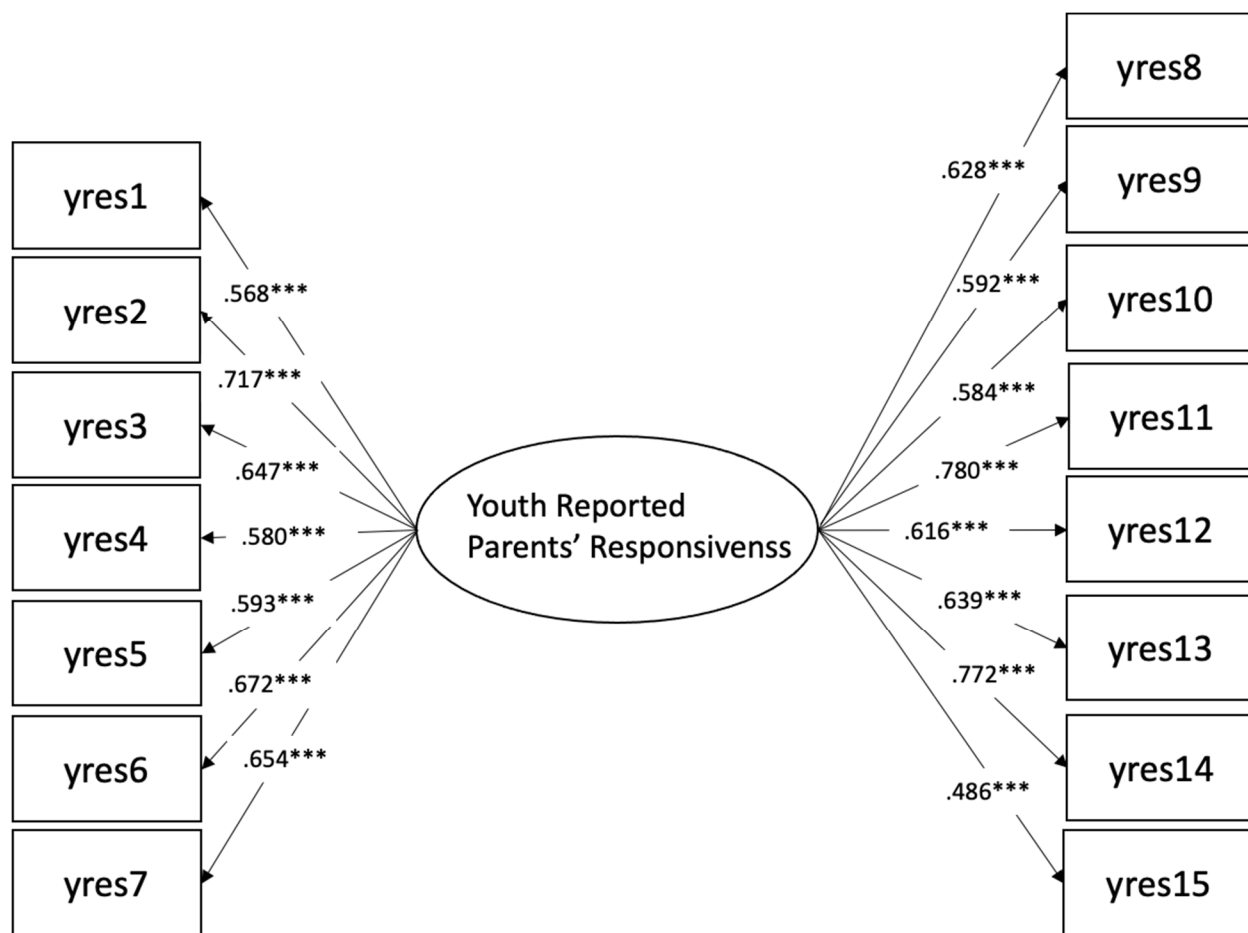 yres1
yres2
yres3
yres4
yres5
yres6
yres7
.568***
.717***
.647***
.580***
.593***
.672***
.654***
Youth Reported
Parents’ Responsivenss
.628***
.592***
.584***
.780***
.616***
.639***
.772***
.486***
yres8
yres9
yres10
yres11
yres12
yres13
yres14
yres15